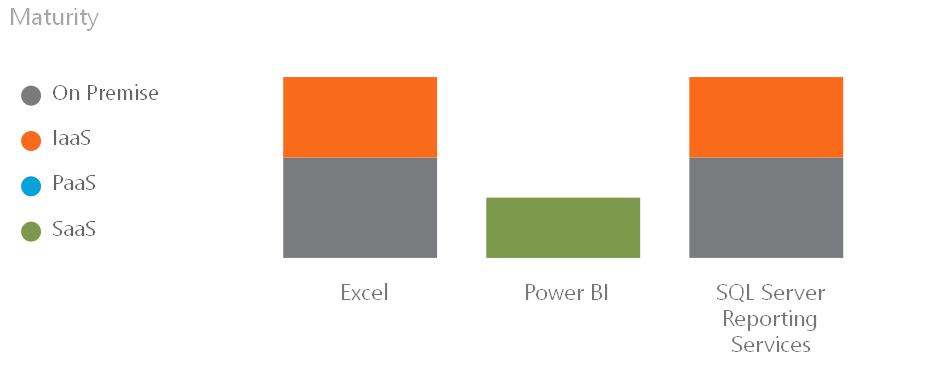 Maturity
On Premise
IaaS
PaaS
SaaS
Excel
Power BI
SQL Server
Reporting
Services